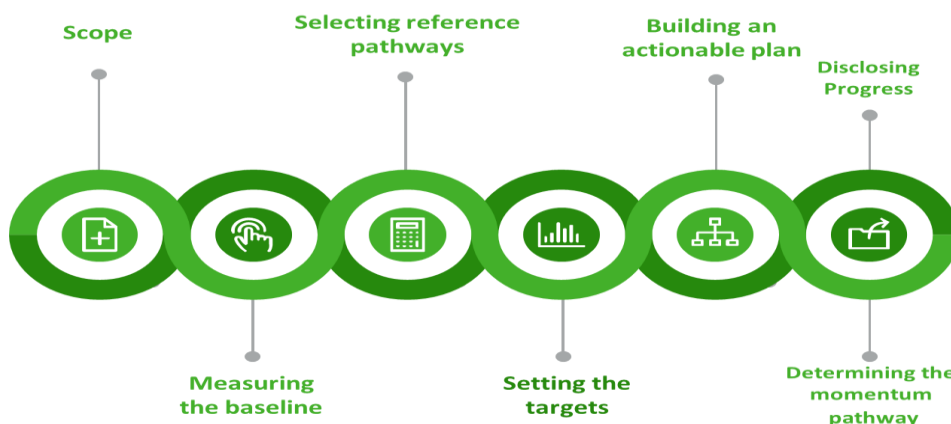 Scope
Selecting reference
pathways
Building an
actionable plan
Disclosing
Progress
Measuring
the baseline
Setting the
targets
Determining the
momentum
pathway